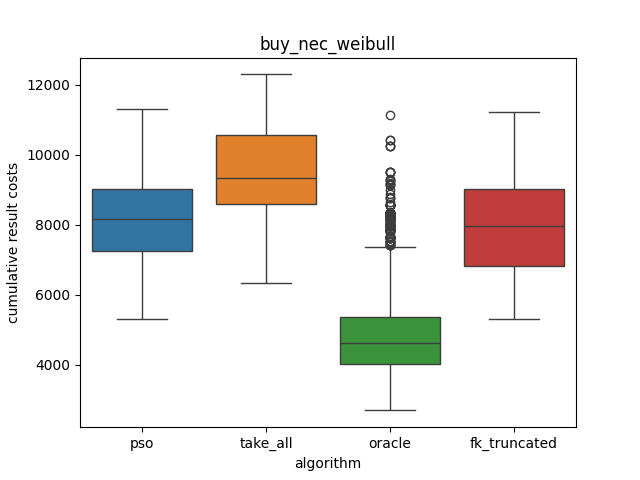 buy_nec_weibull
cumulative result costs
12000
10000
8000
6000
4000
pso take_all oracle fk_truncated
algorithm